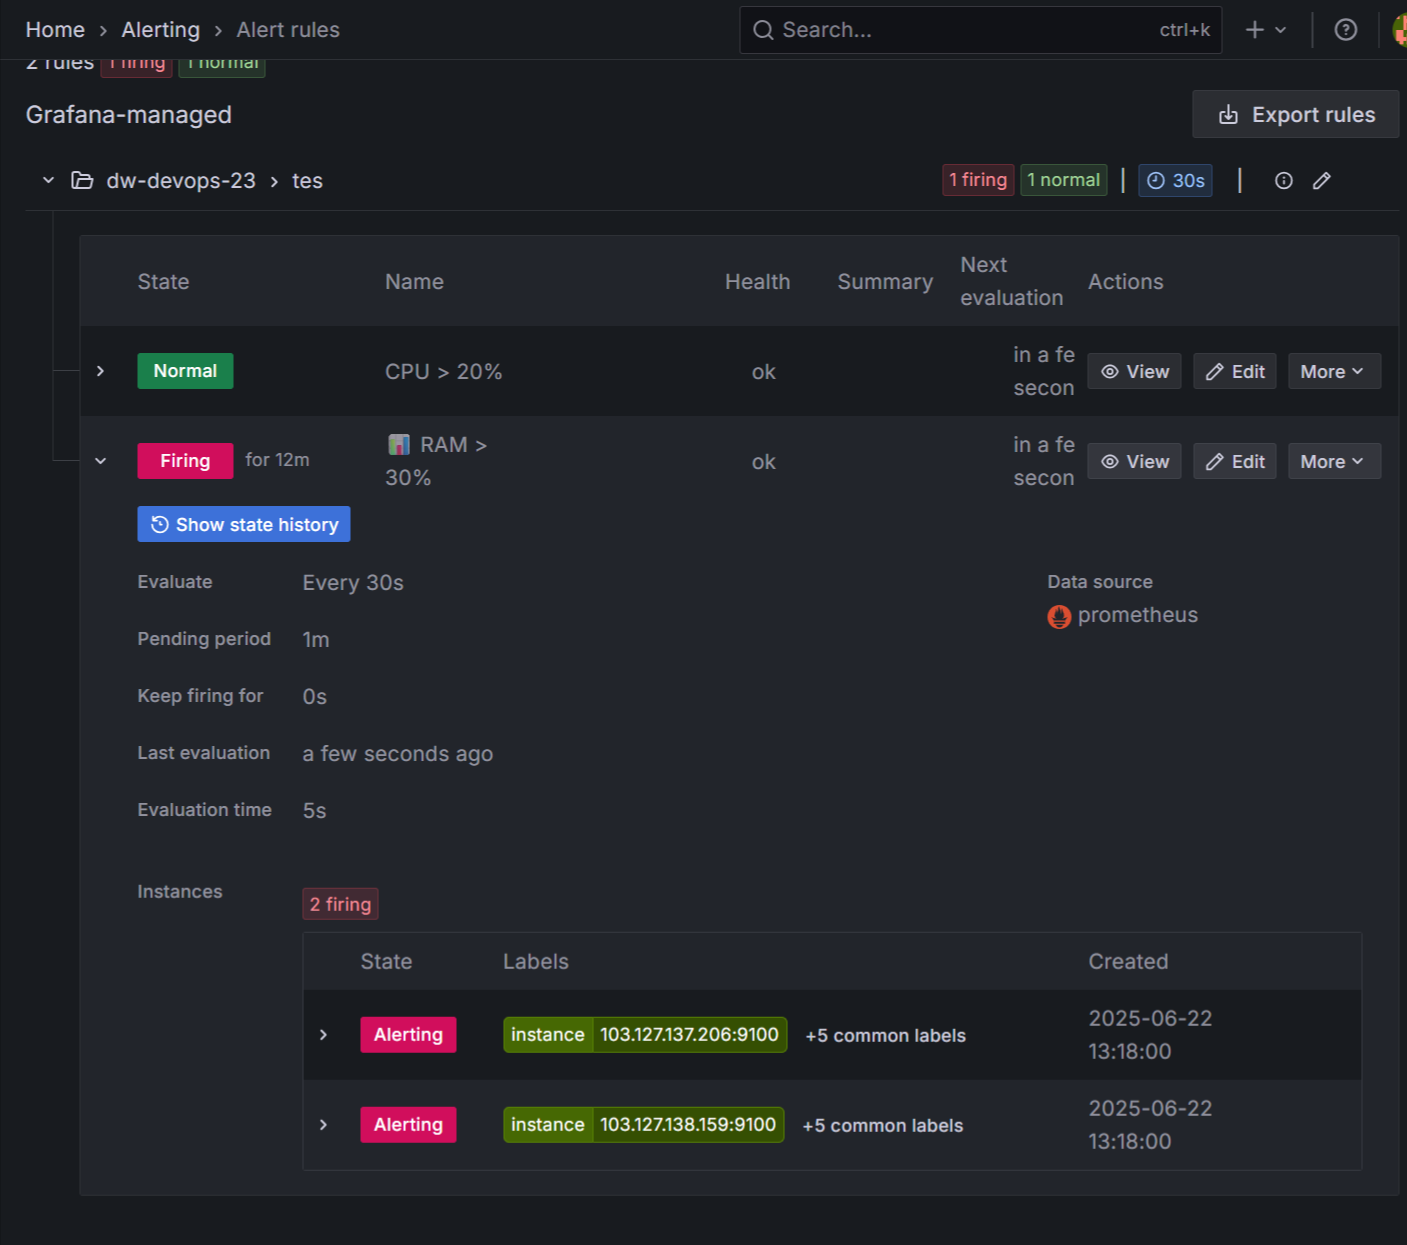 Home > Alerting > Alert rules
Search... ctrl+k
2 rules 1 firing 1 normal
Grafana-managed
Export rules
dw-devops-23 > tes
1 firing 1 normal | 30s |
State Name Health Summary Next evaluation Actions
Normal CPU > 20% ok in a fe secon View Edit More
Firing for 12m RAM > 30% ok in a fe secon View Edit More
Show state history
Evaluate Every 30s
Data source
prometheus
Pending period 1m
Keep firing for 0s
Last evaluation a few seconds ago
Evaluation time 5s
Instances 2 firing
State Labels Created
Alerting instance 103.127.137.206:9100 +5 common labels 2025-06-22 13:18:00
Alerting instance 103.127.138.159:9100 +5 common labels 2025-06-22 13:18:00